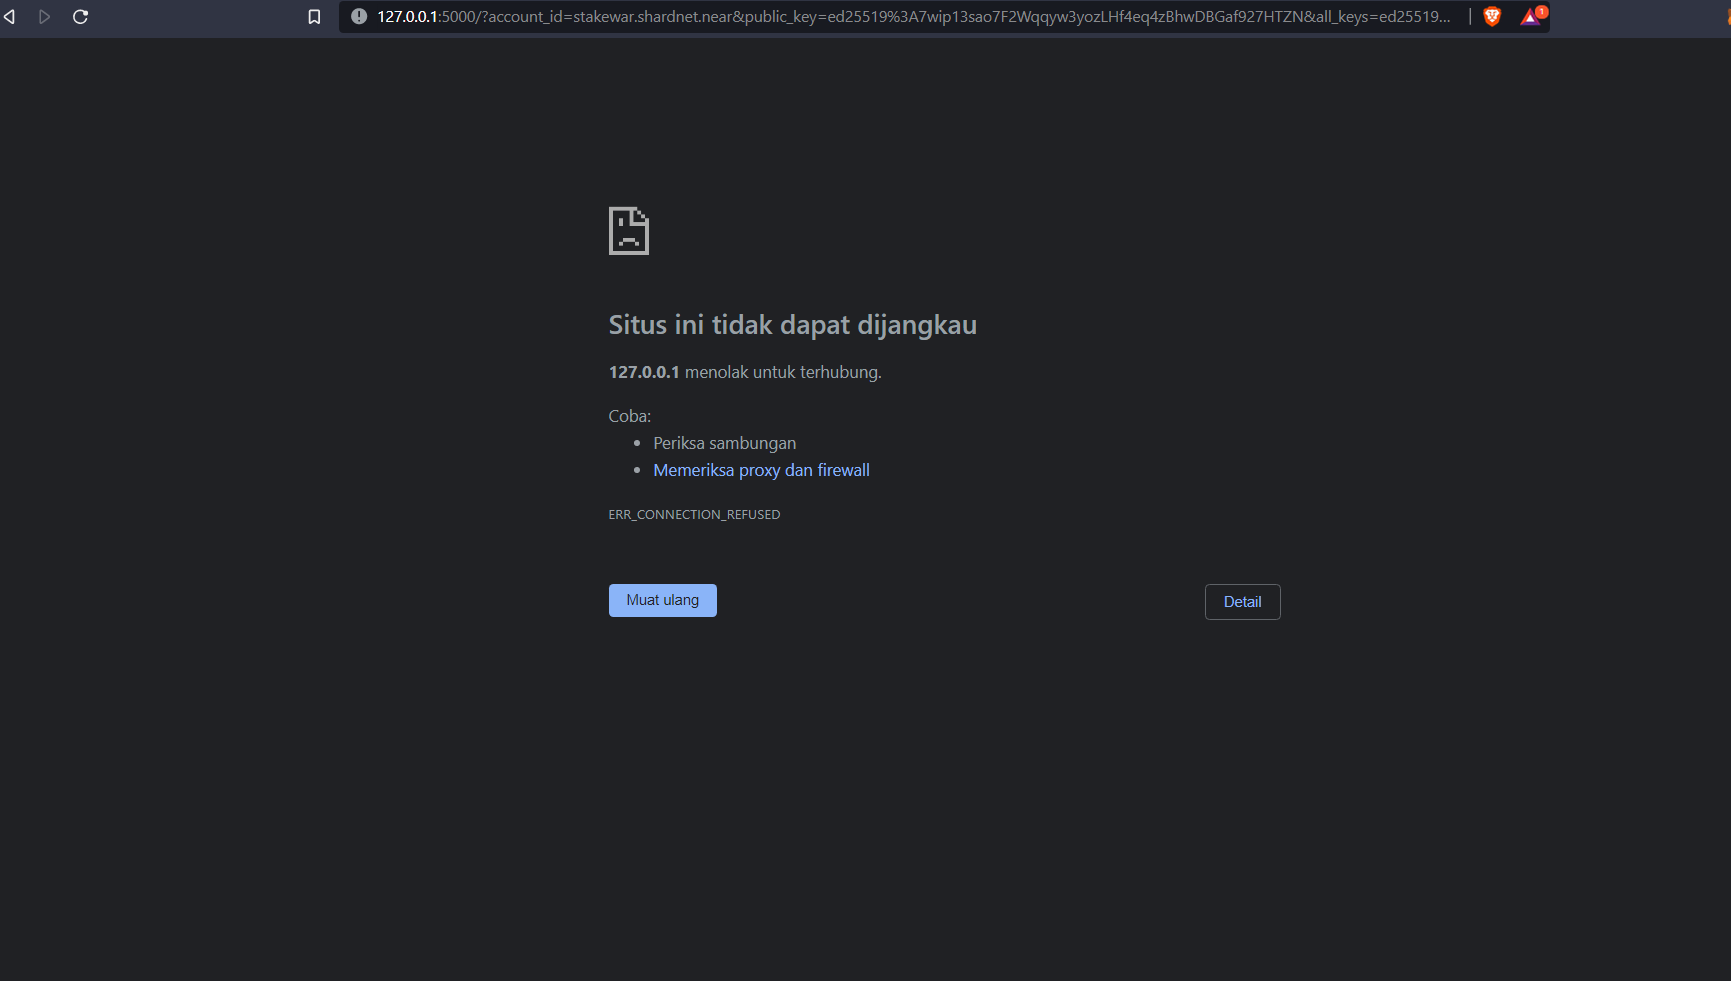 127.0.0.1:5000/?account_id=stakewar.shardnet.near&public_key=ed25519%3A7wip13sao7F2Wqqyw3yozLHf4eq4zBhwDBGaf927HTZN&all_keys=ed25519...
1
Situs ini tidak dapat dijangkau
127.0.0.1 menolak untuk terhubung.
Coba:
• Periksa sambungan
• Memeriksa proxy dan firewall
ERR_CONNECTION_REFUSED
Muat ulang
Detail